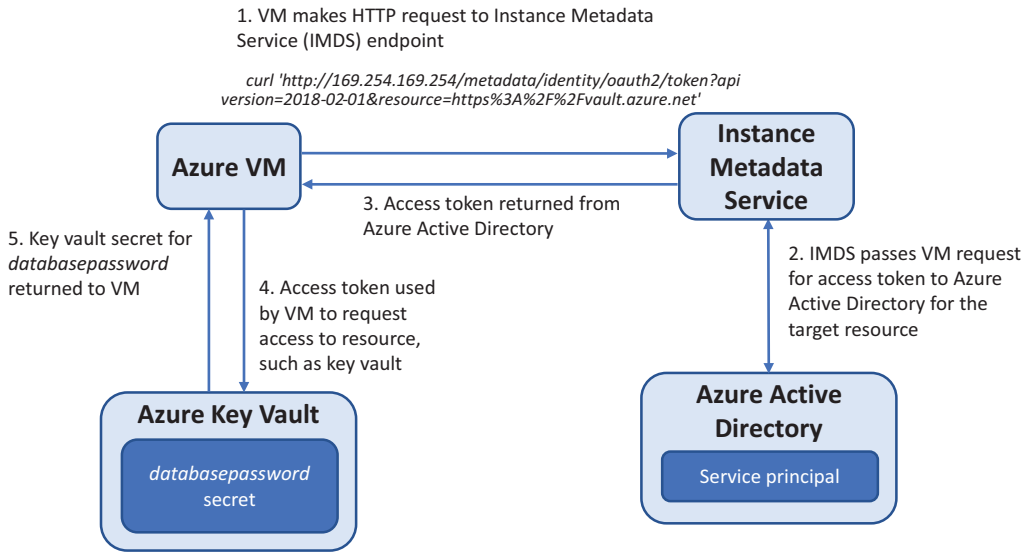 1. VM makes HTTP request to Instance Metadata
Service (IMDS) endpoint
curl 'http://169.254.169.254/metadata/identity/oauth2/token?api
version=2018-02-01&resource=https%3A%2F%2Fvault.azure.net'
Azure VM
Instance
Metadata
Service
3. Access token returned from
Azure Active Directory
5. Key vault secret for
databasepassword
returned to VM
4. Access token used
by VM to request
access to resource,
such as key vault
2. IMDS passes VM request
for access token to Azure
Active Directory for the
target resource
Azure Key Vault
databasepassword
secret
Azure Active
Directory
Service principal